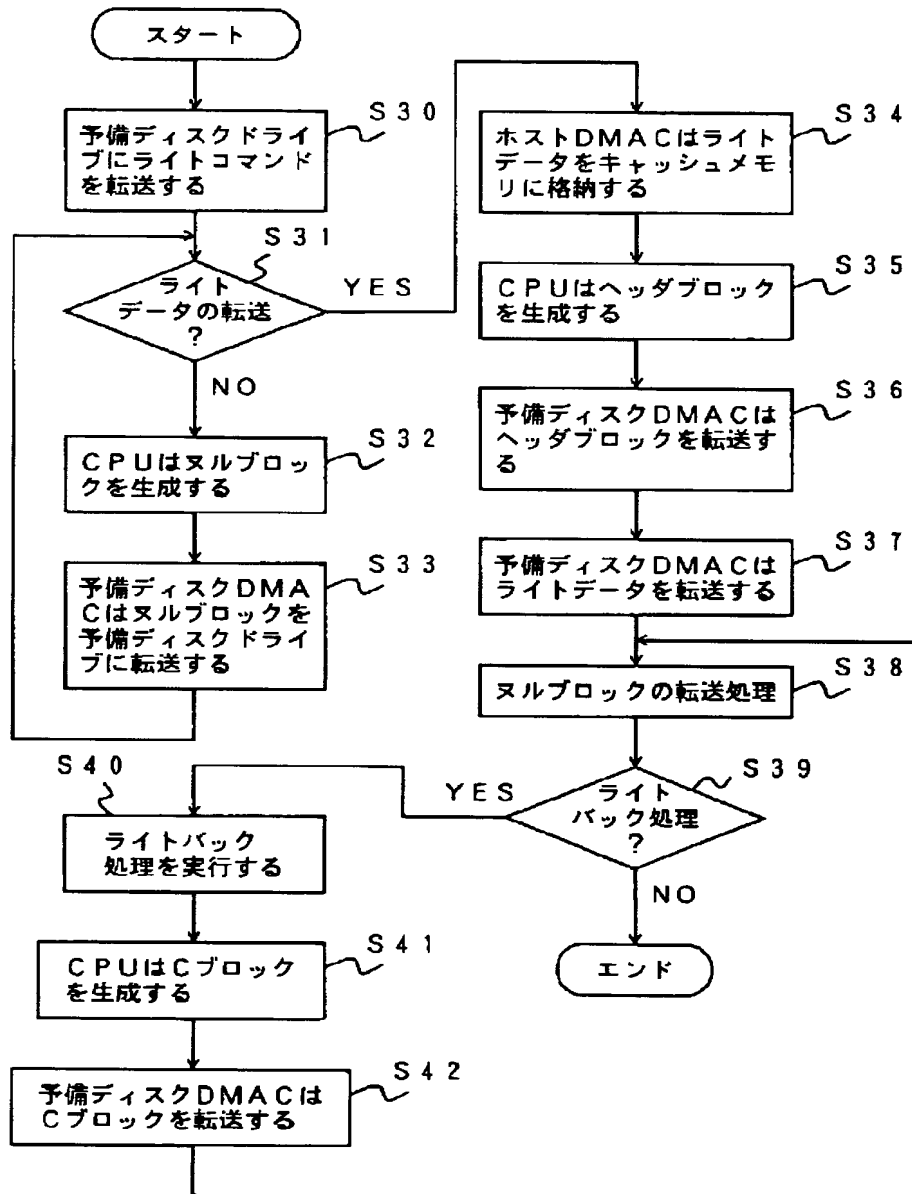 スタート
S30
予備ディスクドライ
ブにライトコマンド
を転送する
S31
ライト
データの転送
?
YES
NO
S32
CPUはヌルブロッ
クを生成する
S33
予備ディスクDMA
Cはヌルブロックを
予備ディスクドライ
ブに転送する
S34
ホストDMACはライト
データをキャッシュメモ
リに格納する
S35
CPUはヘッダブロック
を生成する
S36
予備ディスクDMACは
ヘッダブロックを転送す
る
S37
予備ディスクDMACは
ライトデータを転送する
S38
ヌルブロックの転送処理
S39
ライト
バック処理
?
YES
NO
エンド
S40
ライトバック
処理を実行する
S41
CPUはCブロック
を生成する
S42
予備ディスクDMACは
Cブロックを転送する